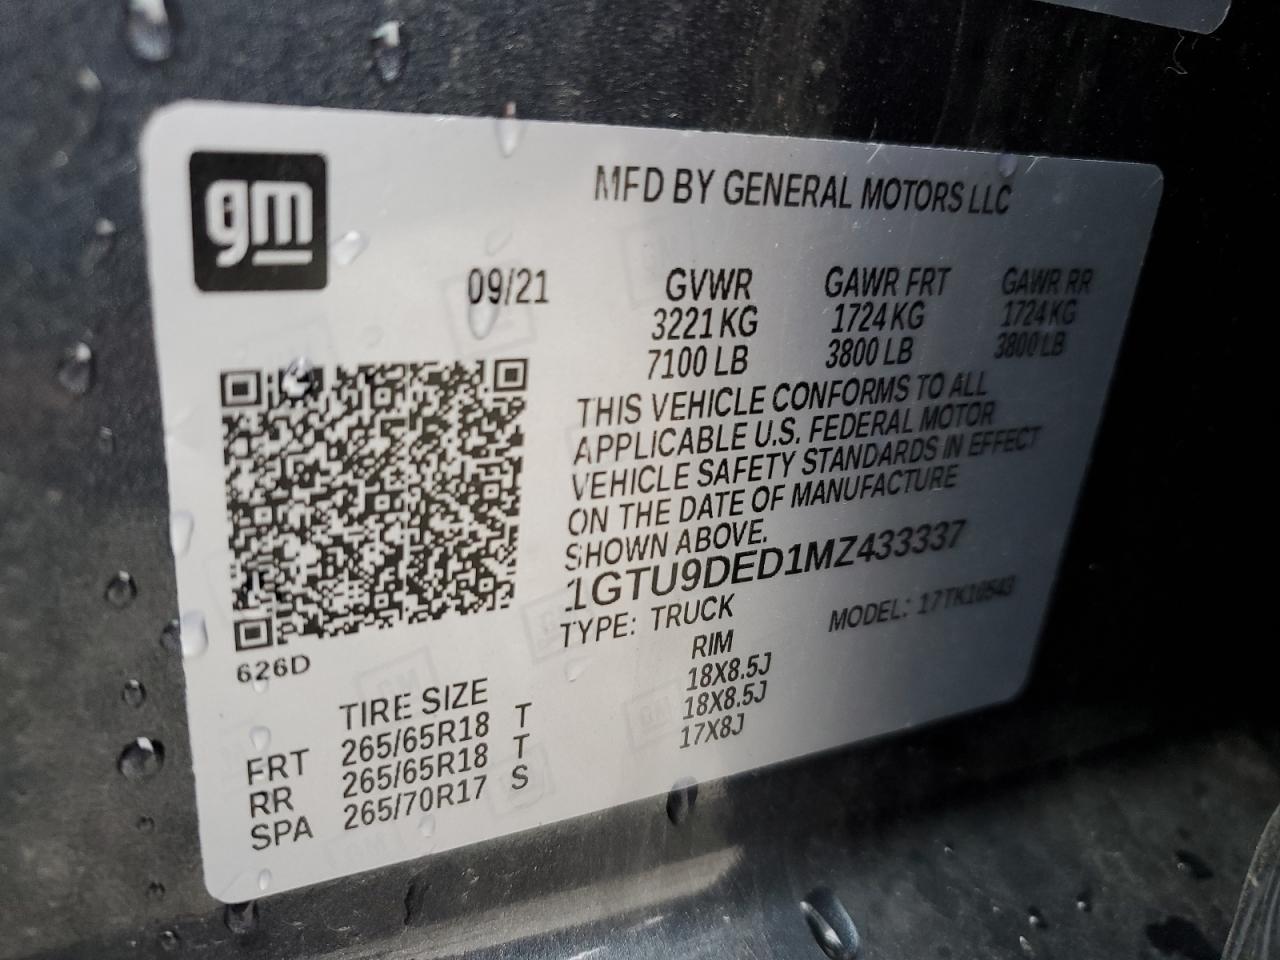 gm
MFD BY GENERAL MOTORS LLC
09/21
GVWR GAWR FRT GAWR RR
3221 KG 1724 KG 1724 KG
7100 LB 3800 LB 3800 LB
THIS VEHICLE CONFORMS TO ALL
APPLICABLE U.S. FEDERAL MOTOR
VEHICLE SAFETY STANDARDS IN EFFECT
ON THE DATE OF MANUFACTURE
SHOWN ABOVE.
1GTU9DED1MZ433337
TYPE: TRUCK MODEL: 17TK10543
626D
TIRE SIZE RIM
FRT 265/65R18 T 18X8.5J
RR 265/65R18 T 18X8.5J
SPA 265/70R17 S 17X8J